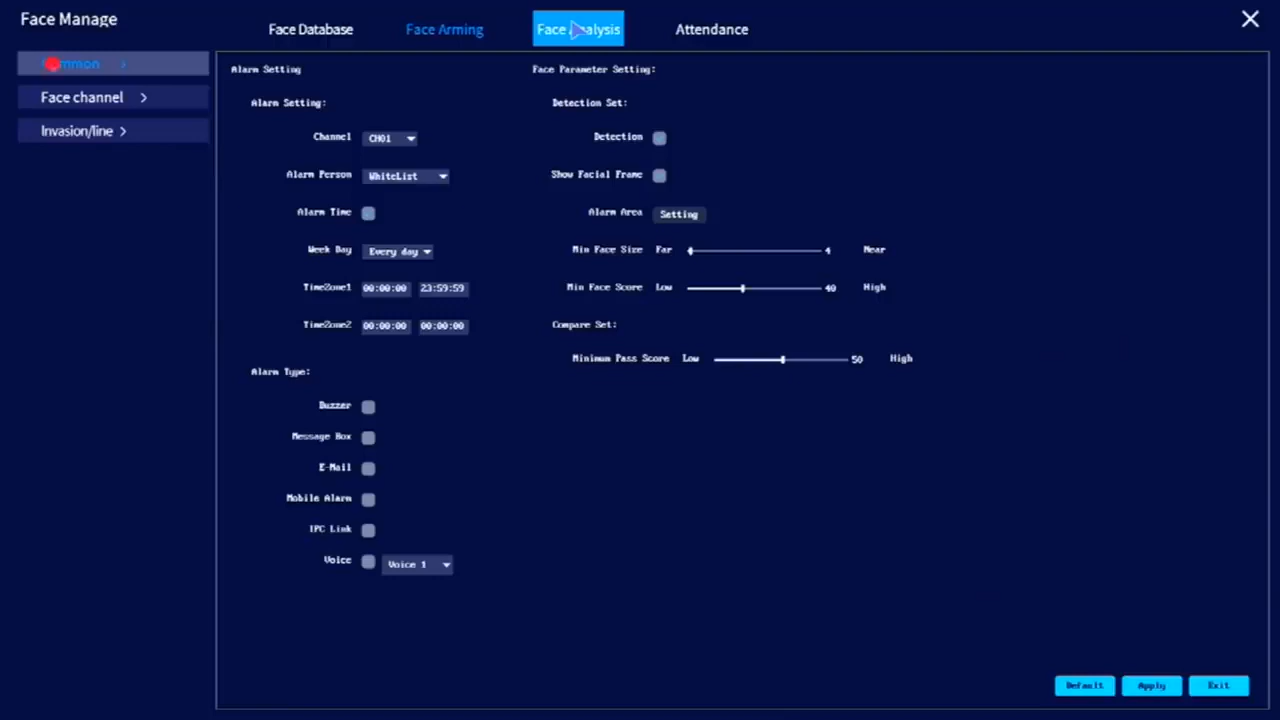 Face Manage
Face Database
Face Arming
Face Analysis
Attendance
Common >
Face channel >
Invasion/line >
Alarm Setting
Alarm Setting:
Channel CH01
Alarm Person WhiteList
Alarm Time
Week Day Every day
TimeZone1 00:00:00 23:59:59
TimeZone2 00:00:00 00:00:00
Alarm Type:
Buzzer
Message Box
E-Mail
Mobile Alarm
IPC Link
Voice Voice 1
Face Parameter Setting:
Detection Set:
Detection
Show Facial Frame
Alarm Area Setting
Min Face Size Far 4 Near
Min Face Score Low 40 High
Compare Set:
Minimum Pass Score Low 50 High
Default Apply Exit